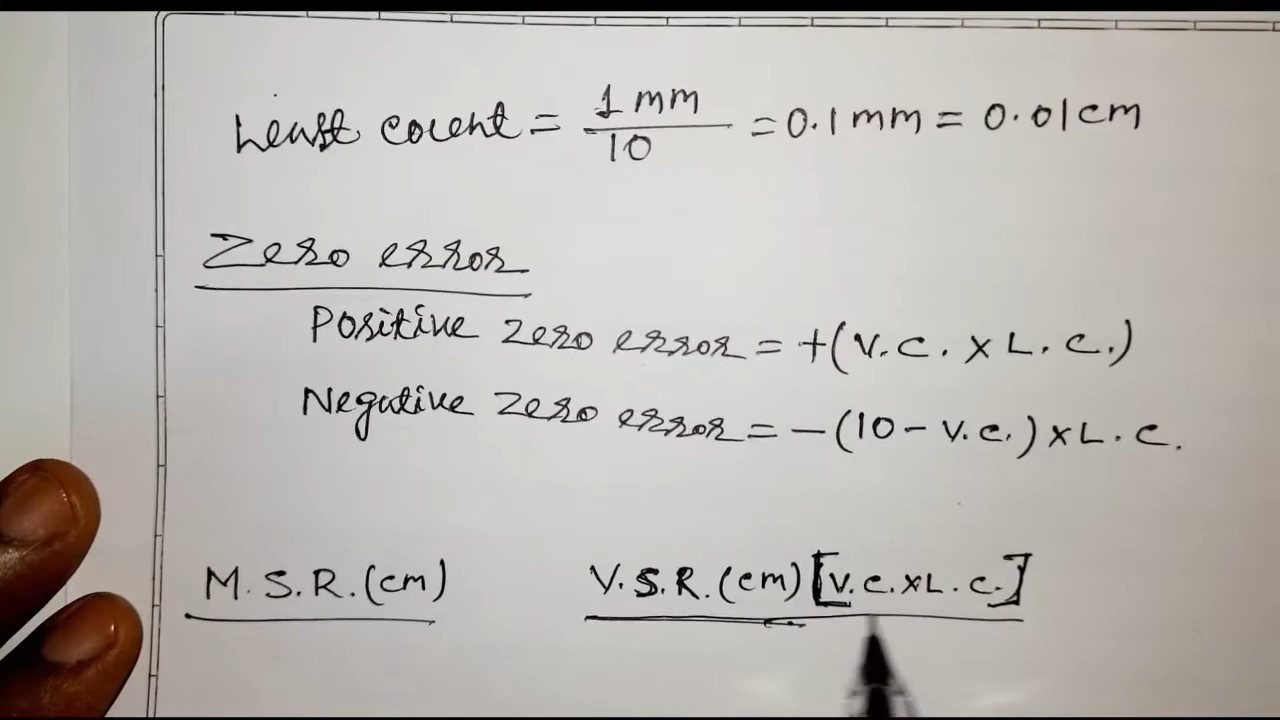 Least count = 1 mm / 10 = 0.1 mm = 0.01 cm
Zero error
Positive zero error = +(V.C. x L.C.)
Negative zero error = -(10 - V.C.) x L.C.
M.S.R. (cm) V.S.R. (cm) [V.C. x L.C.]